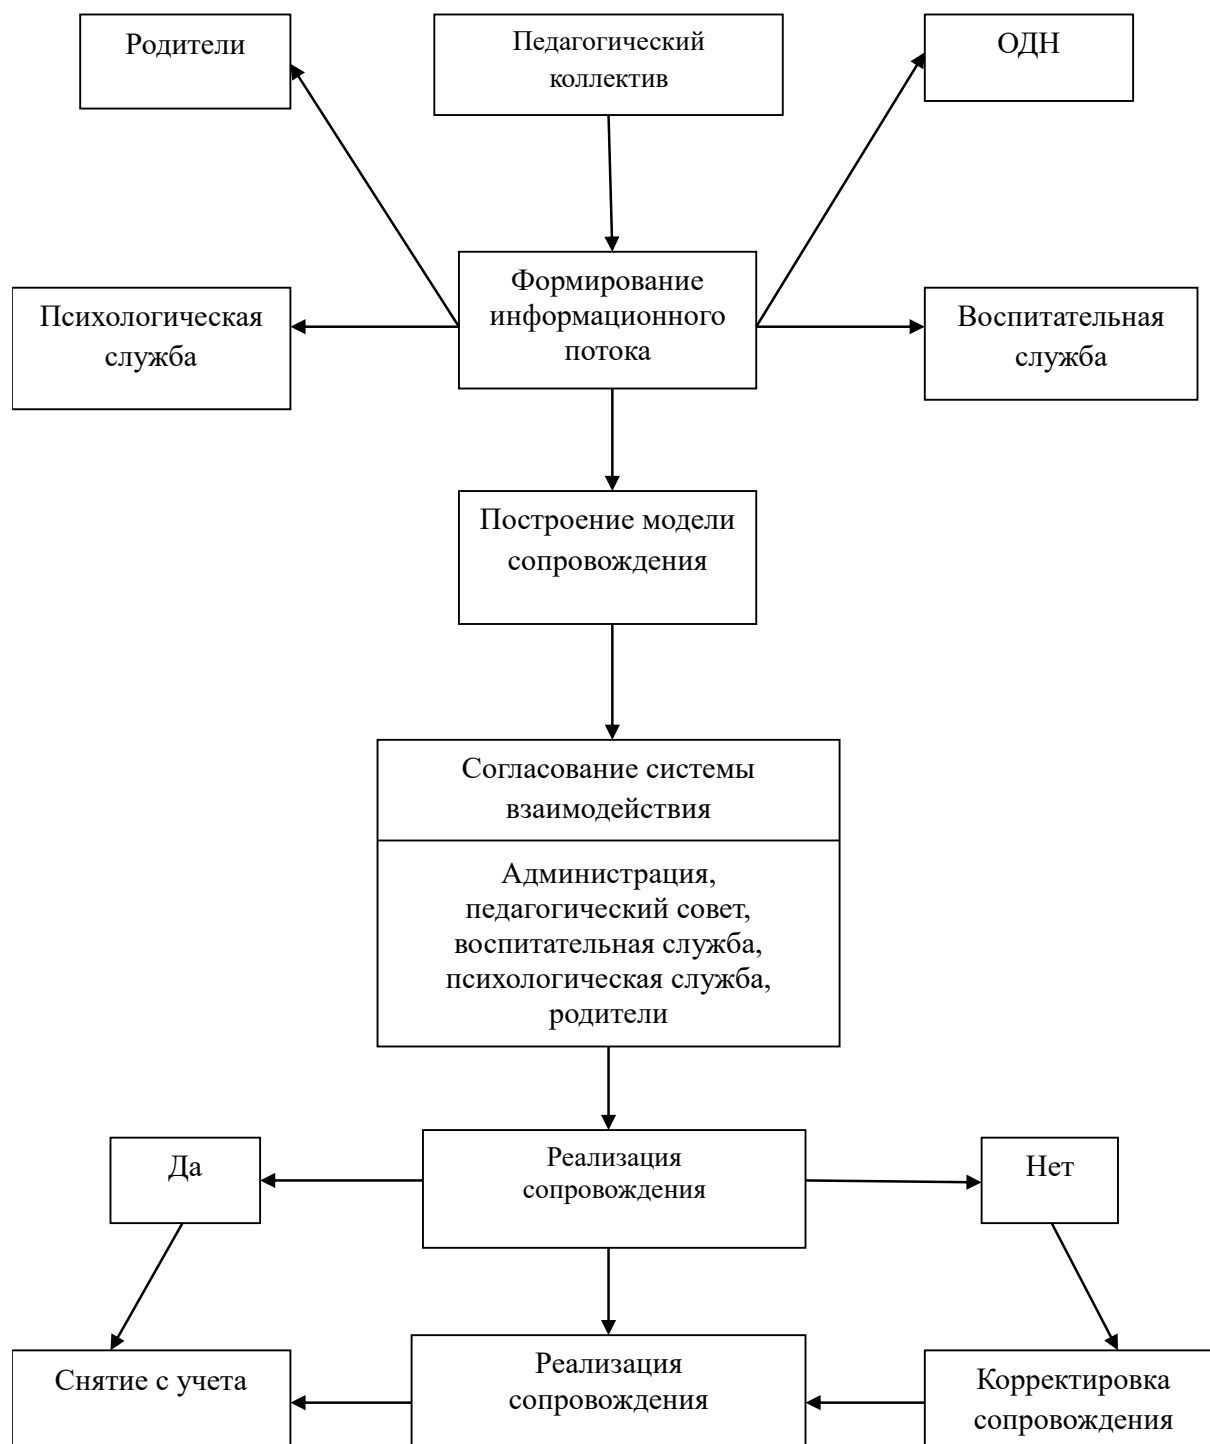 Родители
Педагогический
коллектив
ОДН
Психологическая
служба
Формирование
информационного
потока
Воспитательная
служба
Построение модели
сопровождения
Согласование системы
взаимодействия
Администрация,
педагогический совет,
воспитательная служба,
психологическая служба,
родители
Да
Реализация
сопровождения
Нет
Снятие с учета
Реализация
сопровождения
Корректировка
сопровождения